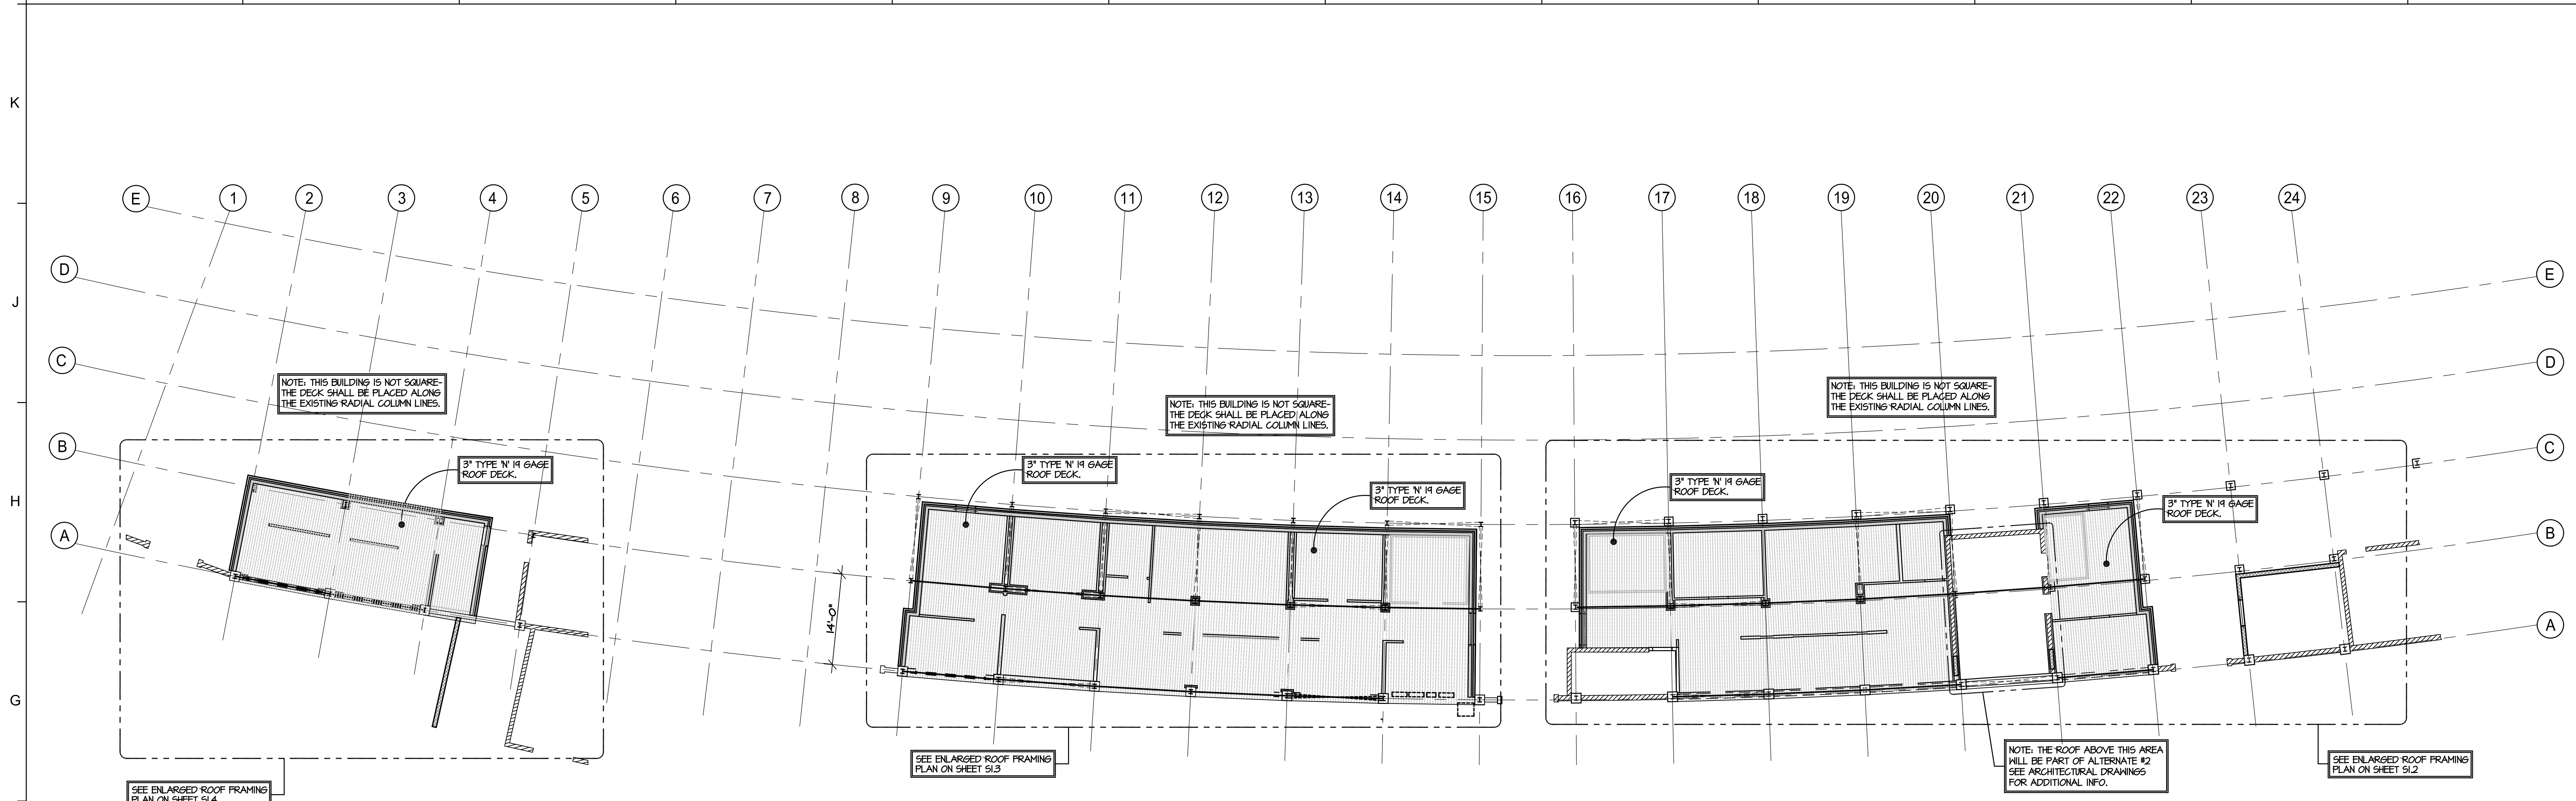 K
E
1
2
3
4
5
6
7
8
9
10
11
12
13
14
15
16
17
18
19
20
21
22
23
24
D
E
J
C
D
NOTE: THIS BUILDING IS NOT SQUARE-
THE DECK SHALL BE PLACED ALONG
THE EXISTING RADIAL COLUMN LINES.
NOTE: THIS BUILDING IS NOT SQUARE-
THE DECK SHALL BE PLACED ALONG
THE EXISTING RADIAL COLUMN LINES.
NOTE: THIS BUILDING IS NOT SQUARE-
THE DECK SHALL BE PLACED ALONG
THE EXISTING RADIAL COLUMN LINES.
B
C
3" TYPE 'N' 19 GAGE
ROOF DECK.
3" TYPE 'N' 19 GAGE
ROOF DECK.
3" TYPE 'N' 19 GAGE
ROOF DECK.
3" TYPE 'N' 19 GAGE
ROOF DECK.
3" TYPE 'N' 19 GAGE
ROOF DECK.
H
A
B
14'-0"
A
G
SEE ENLARGED ROOF FRAMING
PLAN ON SHEET S1.4
SEE ENLARGED ROOF FRAMING
PLAN ON SHEET S1.3
NOTE: THE ROOF ABOVE THIS AREA
WILL BE PART OF ALTERNATE #2
SEE ARCHITECTURAL DRAWINGS
FOR ADDITIONAL INFO.
SEE ENLARGED ROOF FRAMING
PLAN ON SHEET S1.2